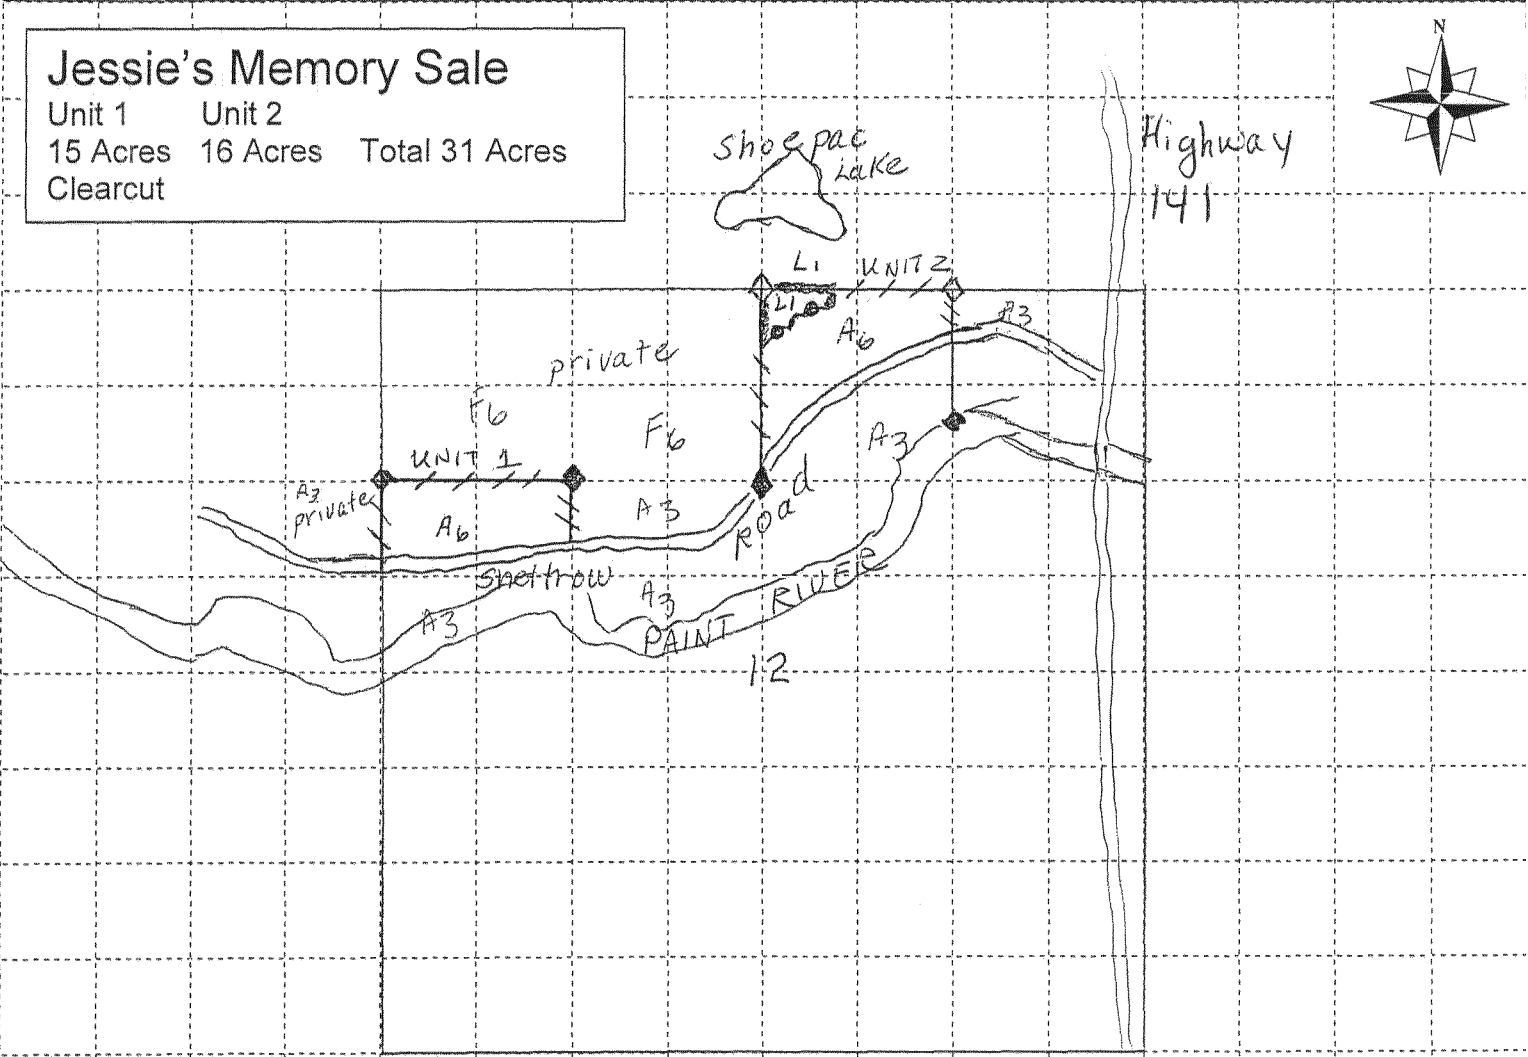 N
Jessie's Memory Sale
Unit 1 Unit 2
15 Acres 16 Acres Total 31 Acres
Clearcut
Shoepac
Lake
Highway
141
L1 UNIT 2
L1
A3
A6
private
F6
F6
A3
UNIT 1
A3
private
A6
A3
Road
A3
A3
PAINT RIVER
12